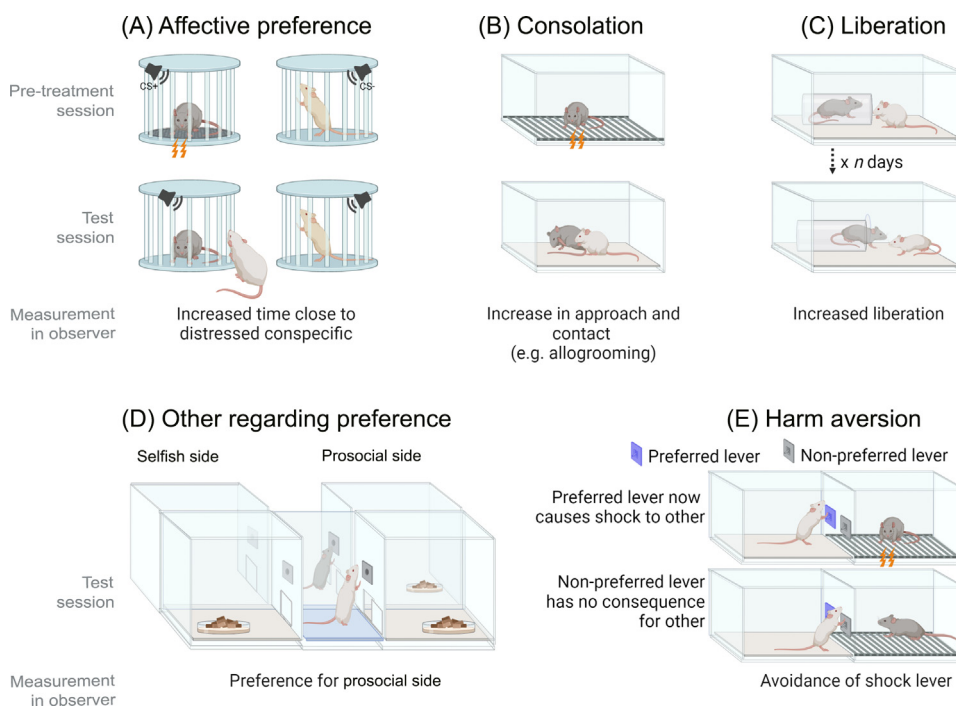 (A) Affective preference
(B) Consolation
(C) Liberation
Pre-treatment
session
CS+
CS-
x n days
Test
session
Measurement
in observer
Increased time close to
distressed conspecific
Increase in approach and
contact
(e.g. allogrooming)
Increased liberation
(D) Other regarding preference
Selfish side
Prosocial side
Test
session
Measurement
in observer
Preference for prosocial side
(E) Harm aversion
Preferred lever
Non-preferred lever
Preferred lever now
causes shock to other
Non-preferred lever
has no consequence
for other
Avoidance of shock lever